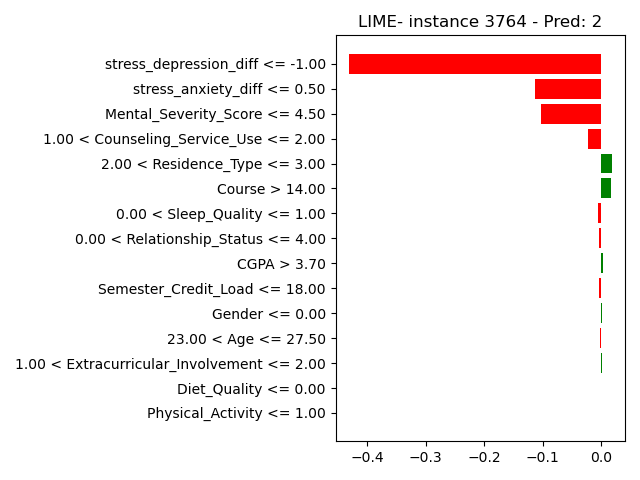 LIME- instance 3764 - Pred: 2
stress_depression_diff <= -1.00
stress_anxiety_diff <= 0.50
Mental_Severity_Score <= 4.50
1.00 < Counseling_Service_Use <= 2.00
2.00 < Residence_Type <= 3.00
Course > 14.00
0.00 < Sleep_Quality <= 1.00
0.00 < Relationship_Status <= 4.00
CGPA > 3.70
Semester_Credit_Load <= 18.00
Gender <= 0.00
23.00 < Age <= 27.50
1.00 < Extracurricular_Involvement <= 2.00
Diet_Quality <= 0.00
Physical_Activity <= 1.00
−0.4 −0.3 −0.2 −0.1 0.0